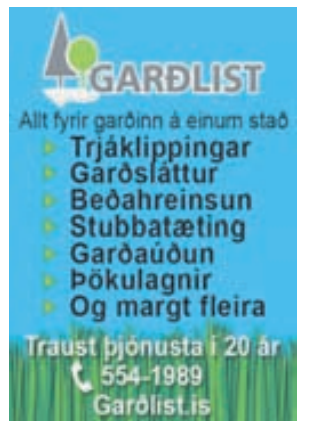 GARÐLIST
Allt fyrir garðinn á einum stað
Trjáklippingar
Garðsláttur
Beðahreinsun
Stubbatæting
Garðaúðun
Þökulagnir
Og margt fleira
Traust þjónusta í 20 ár
554-1989
Garðlist.is